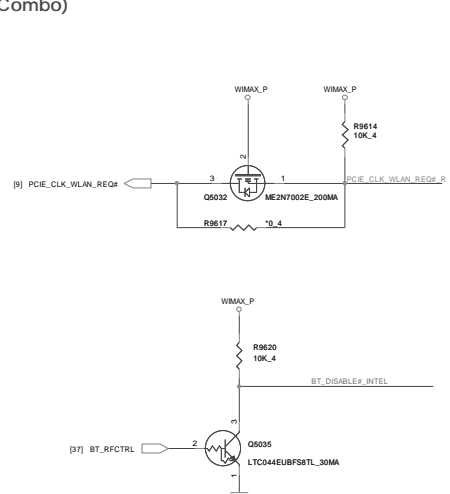 Combo)
WIMAX_P WIMAX_P
R9614
10K_4
2
[9] PCIE_CLK_WLAN_REQ# 3 1 PCIE_CLK_WLAN_REQ#_R
Q5032 ME2N7002E_200MA
R9617 *0_4
WIMAX_P
R9620
10K_4
BT_DISABLE#_INTEL
3
[37] BT_RFCTRL 2 Q5035
LTC044EUBFS8TL_30MA
1